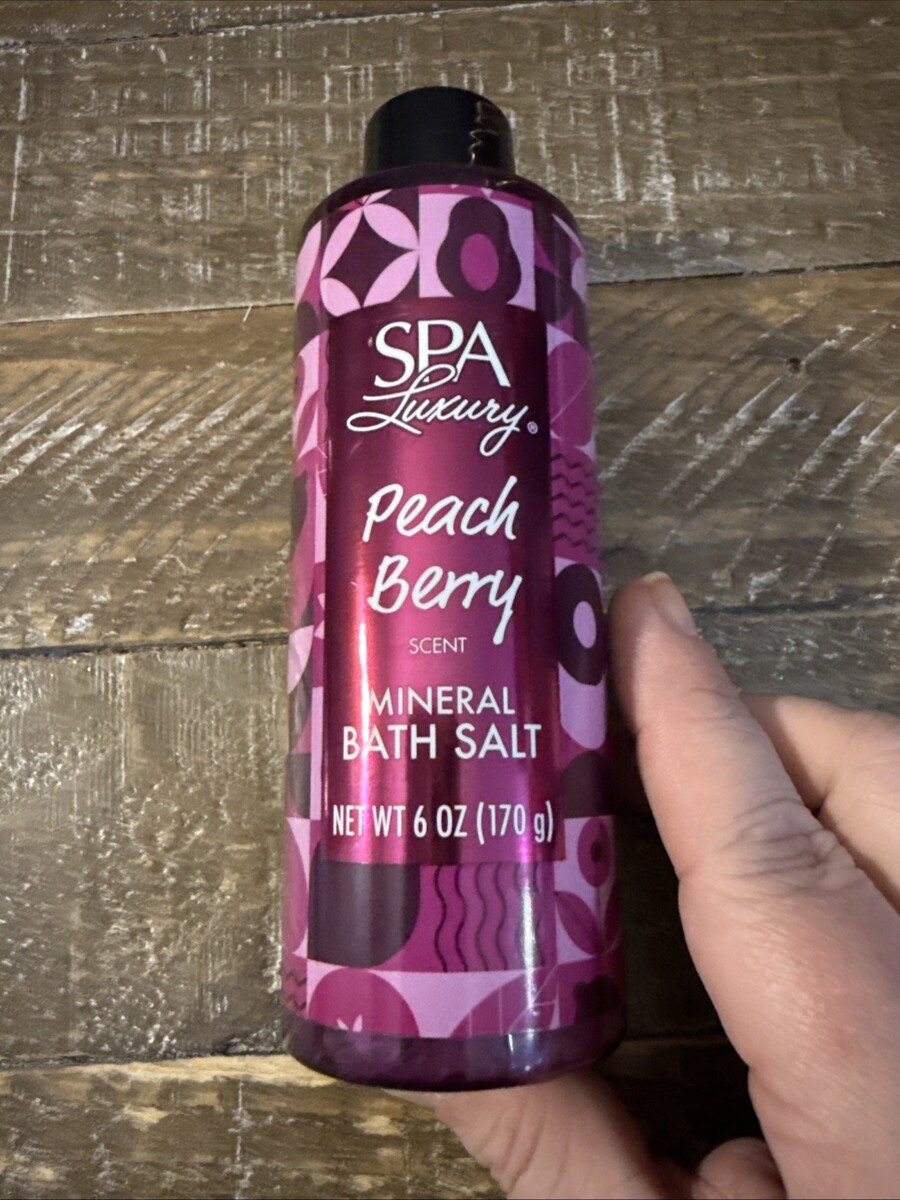 SPA
Luxury®
Peach
Berry
SCENT
MINERAL
BATH SALT
NET WT 6 OZ (170 g)